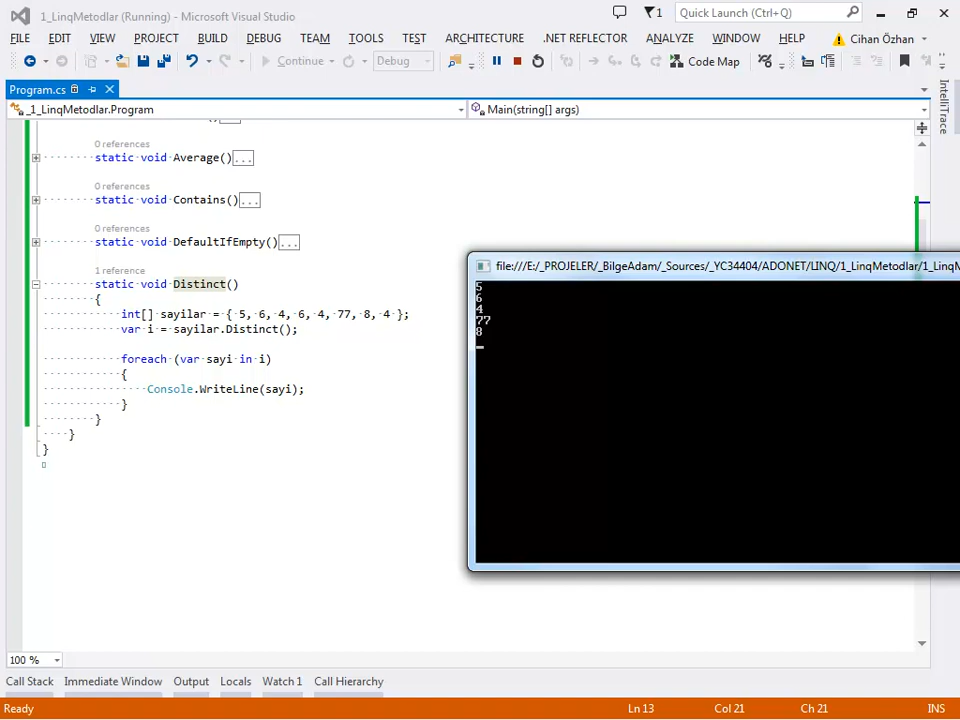 1_LinqMetodlar (Running) - Microsoft Visual Studio
1
Quick Launch (Ctrl+Q)
FILE EDIT VIEW PROJECT BUILD DEBUG TEAM TOOLS TEST ARCHITECTURE .NET REFLECTOR ANALYZE WINDOW HELP Cihan Özhan
Continue Debug Code Map
Program.cs
_1_LinqMetodlar.Program Main(string[] args)
IntelliTrace
0 references
static void Average()...
0 references
static void Contains()...
0 references
static void DefaultIfEmpty()...
1 reference
static void Distinct()
{
int[] sayilar = { 5, 6, 4, 6, 4, 77, 8, 4 };
var i = sayilar.Distinct();
foreach (var sayi in i)
{
Console.WriteLine(sayi);
}
}
}
}
file:///E:/_PROJELER/_BilgeAdam/_Sources/_YC34404/ADONET/LINQ/1_LinqMetodlar/1_LinqM
5
6
4
77
8
100 %
Call Stack Immediate Window Output Locals Watch 1 Call Hierarchy
Ready Ln 13 Col 21 Ch 21 INS